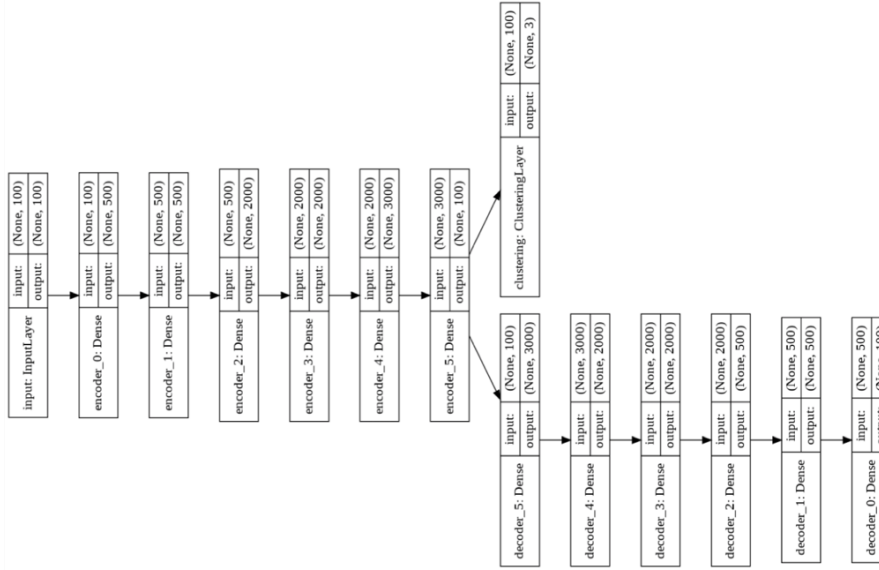 input: InputLayer
input: (None, 100)
output: (None, 100)
encoder_0: Dense
input: (None, 100)
output: (None, 500)
encoder_1: Dense
input: (None, 500)
output: (None, 500)
encoder_2: Dense
input: (None, 500)
output: (None, 2000)
encoder_3: Dense
input: (None, 2000)
output: (None, 2000)
encoder_4: Dense
input: (None, 2000)
output: (None, 3000)
encoder_5: Dense
input: (None, 3000)
output: (None, 100)
clustering: ClusteringLayer
input: (None, 100)
output: (None, 3)
decoder_5: Dense
input: (None, 100)
output: (None, 3000)
decoder_4: Dense
input: (None, 3000)
output: (None, 2000)
decoder_3: Dense
input: (None, 2000)
output: (None, 2000)
decoder_2: Dense
input: (None, 2000)
output: (None, 500)
decoder_1: Dense
input: (None, 500)
output: (None, 500)
decoder_0: Dense
input: (None, 500)